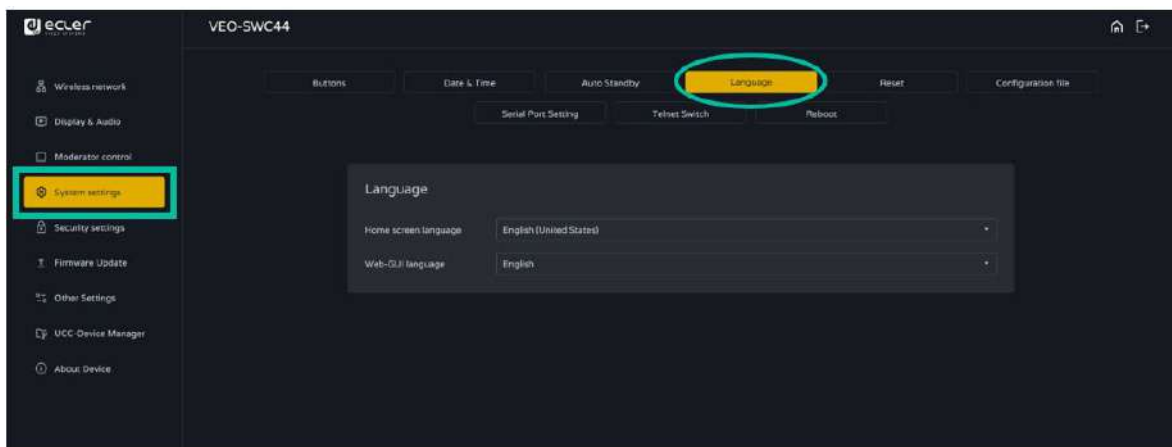 ecler
VEO-SWC44
Wireless network
Display & Audio
Moderator control
System settings
Security settings
Firmware Update
Other Settings
UCC-Device Manager
About Device
Buttons
Date & Time
Auto Standby
Language
Reset
Configuration file
Serial Port Setting
Telnet Switch
Reboot
Language
Home screen language
English (United States)
Web-GUI language
English